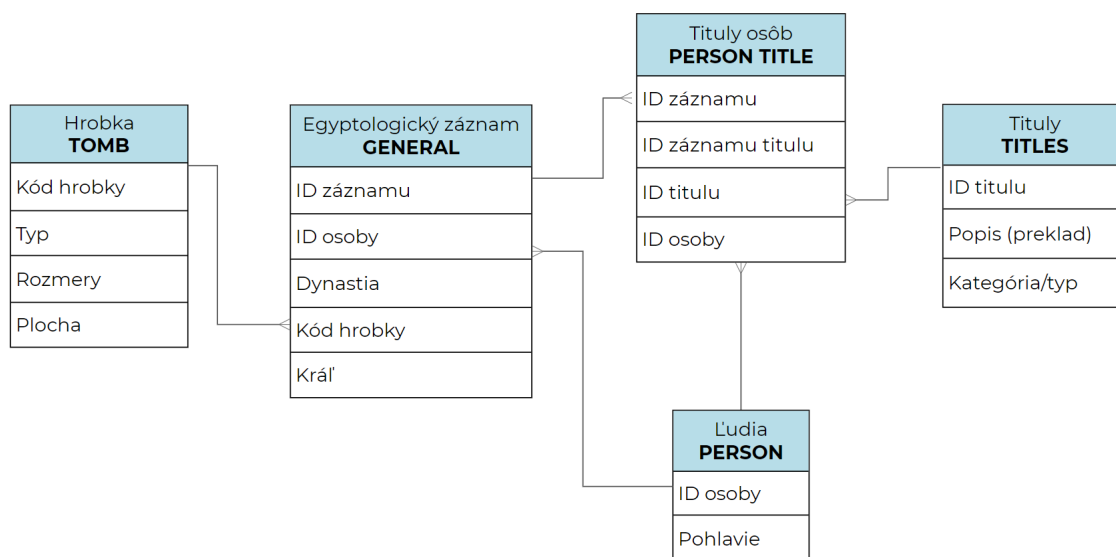 Hrobka
TOMB
Kód hrobky
Typ
Rozmery
Plocha
Egyptologický záznam
GENERAL
ID záznamu
ID osoby
Dynastia
Kód hrobky
Kráľ
Tituly osôb
PERSON TITLE
ID záznamu
ID záznamu titulu
ID titulu
ID osoby
Tituly
TITLES
ID titulu
Popis (preklad)
Kategória/typ
Ľudia
PERSON
ID osoby
Pohlavie